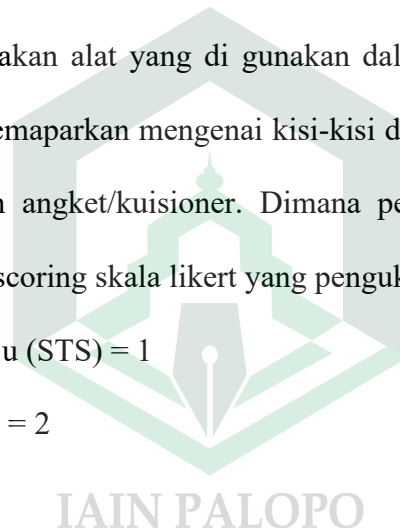 akan alat yang di gunakan dal
emaparkan mengenai kisi-kisi d
angket/kuisioner. Dimana pe
scoring skala likert yang penguk
u (STS) = 1
= 2
IAIN PALOPO